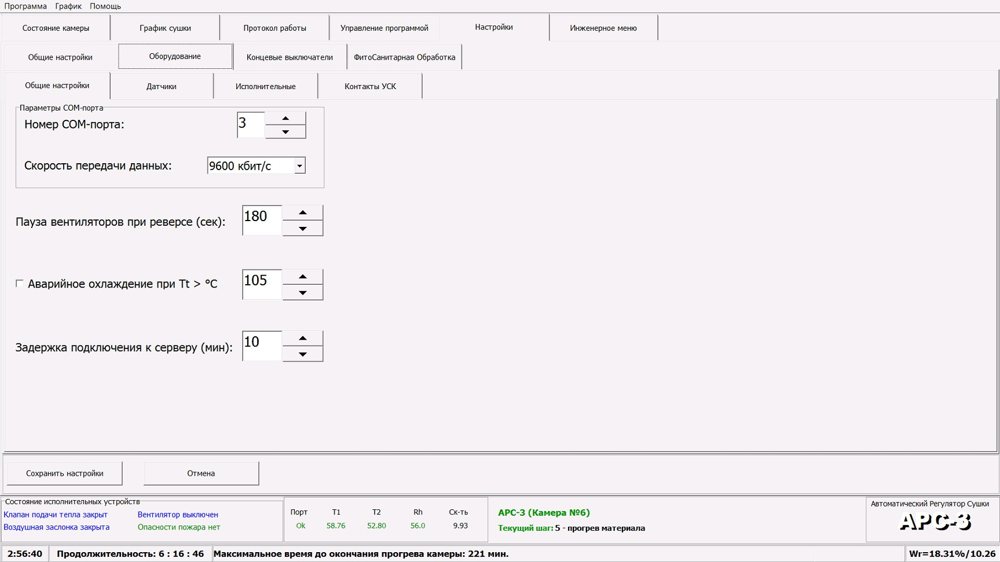 Программа График Помощь
Состояние камеры График сушки Протокол работы Управление программой Настройки Инженерное меню
Общие настройки Оборудование Концевые выключатели ФитоСанитарная Обработка
Общие настройки Датчики Исполнительные Контакты УСК
Параметры COM-порта
Номер COM-порта: 3
Скорость передачи данных: 9600 кбит/с
Пауза вентиляторов при реверсе (сек): 180
Аварийное охлаждение при Tt > °C 105
Задержка подключения к серверу (мин): 10
Сохранить настройки Отмена
Состояние исполнительных устройств
Клапан подачи тепла закрыт Вентилятор выключен
Воздушная заслонка закрыта Опасности пожара нет
Порт T1 T2 Rh Ск-ть
Ok 58.76 52.80 56.0 9.93
АРС-3 (Камера №6)
Текущий шаг: 5 - прогрев материала
Автоматический Регулятор Сушки
АРС-3
2:56:40 Продолжительность: 6 : 16 : 46 Максимальное время до окончания прогрева камеры: 221 мин. Wr=18.31%/10.26